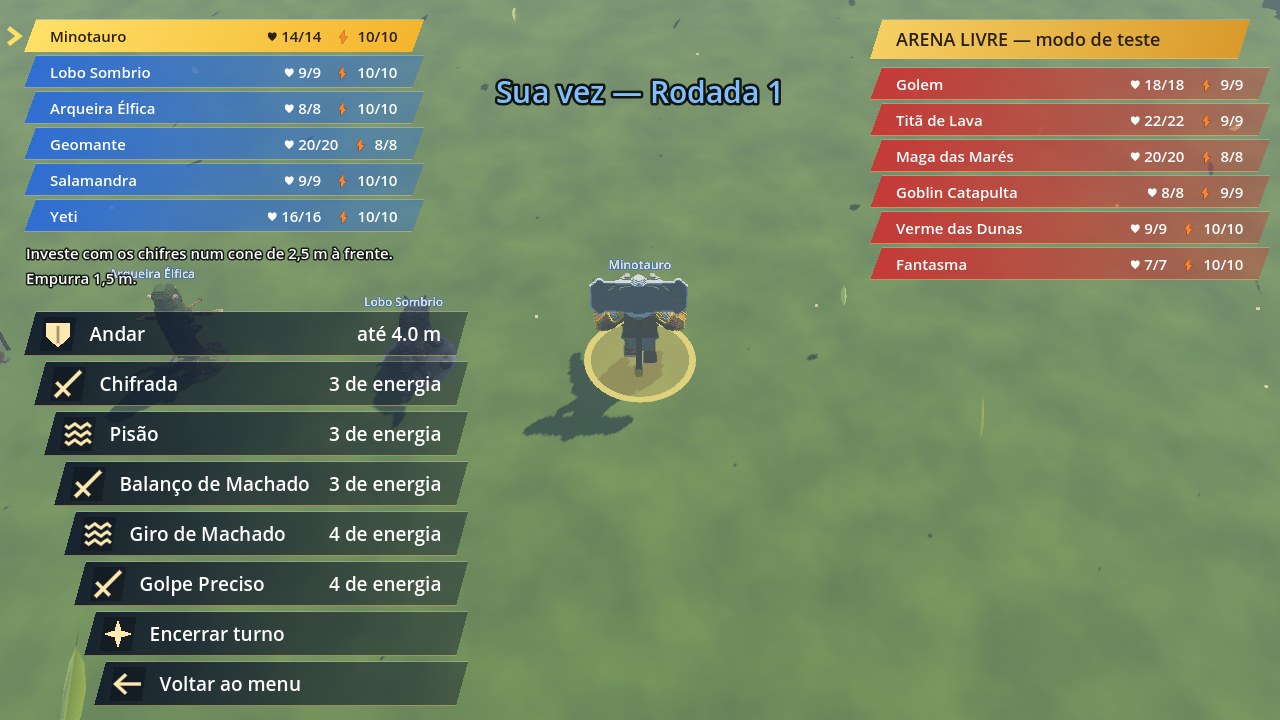 Minotauro 14/14 10/10
Lobo Sombrio 9/9 10/10
Arqueira Élfica 8/8 10/10
Geomante 20/20 8/8
Salamandra 9/9 10/10
Yeti 16/16 10/10
Investe com os chifres num cone de 2,5 m à frente.
Empurra 1,5 m.
Arqueira Élfica
Lobo Sombrio
Minotauro
Sua vez — Rodada 1
ARENA LIVRE — modo de teste
Golem 18/18 9/9
Titã de Lava 22/22 9/9
Maga das Marés 20/20 8/8
Goblin Catapulta 8/8 9/9
Verme das Dunas 9/9 10/10
Fantasma 7/7 10/10
Andar até 4.0 m
Chifrada 3 de energia
Pisão 3 de energia
Balanço de Machado 3 de energia
Giro de Machado 4 de energia
Golpe Preciso 4 de energia
Encerrar turno
Voltar ao menu